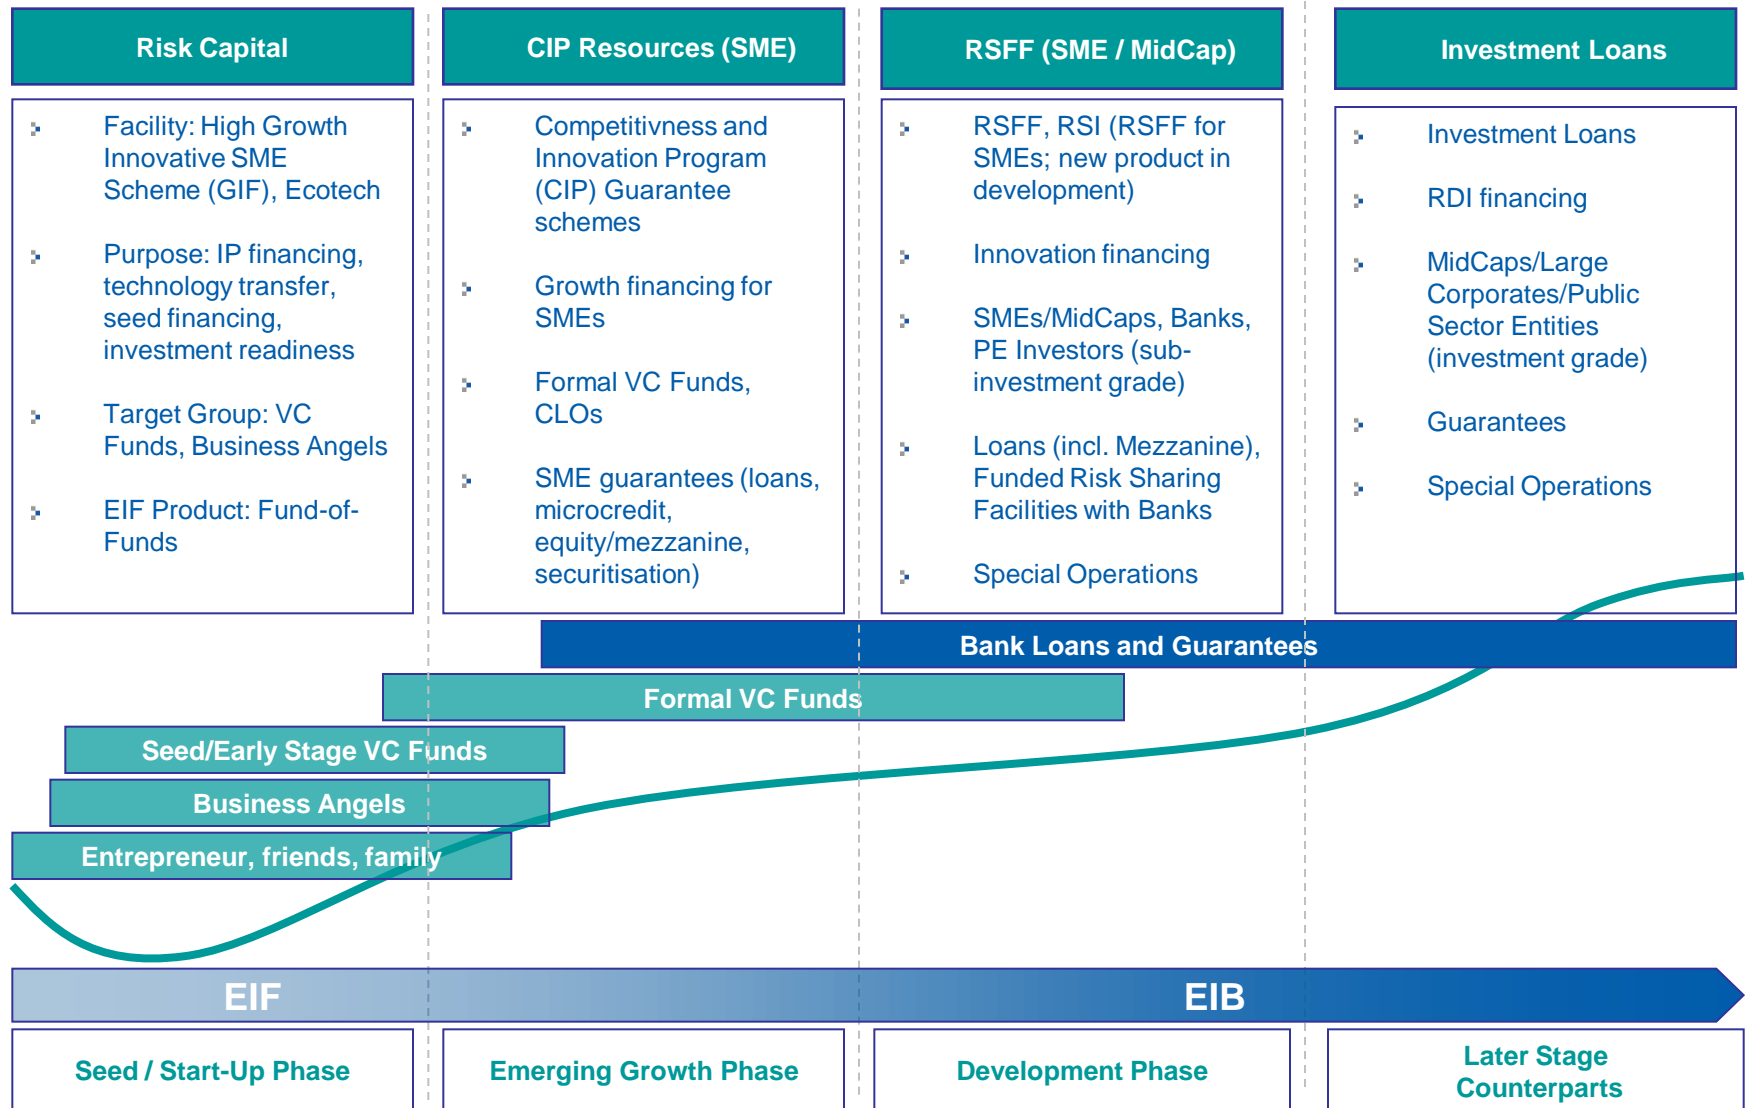 Risk Capital
CIP Resources (SME)
RSFF (SME / MidCap)
Investment Loans
Facility: High Growth
Innovative SME
Scheme (GIF), Ecotech
Purpose: IP financing,
technology transfer,
seed financing,
investment readiness
Target Group: VC
Funds, Business Angels
EIF Product: Fund-of-
Funds
Competitivness and
Innovation Program
(CIP) Guarantee
schemes
Growth financing for
SMEs
Formal VC Funds,
CLOs
SME guarantees (loans,
microcredit,
equity/mezzanine,
securitisation)
RSFF, RSI (RSFF for
SMEs; new product in
development)
Innovation financing
SMEs/MidCaps, Banks,
PE Investors (sub-
investment grade)
Loans (incl. Mezzanine),
Funded Risk Sharing
Facilities with Banks
Special Operations
Investment Loans
RDI financing
MidCaps/Large
Corporates/Public
Sector Entities
(investment grade)
Guarantees
Special Operations
Bank Loans and Guarantees
Formal VC Funds
Seed/Early Stage VC Funds
Business Angels
Entrepreneur, friends, family
EIF
EIB
Seed / Start-Up Phase
Emerging Growth Phase
Development Phase
Later Stage
Counterparts